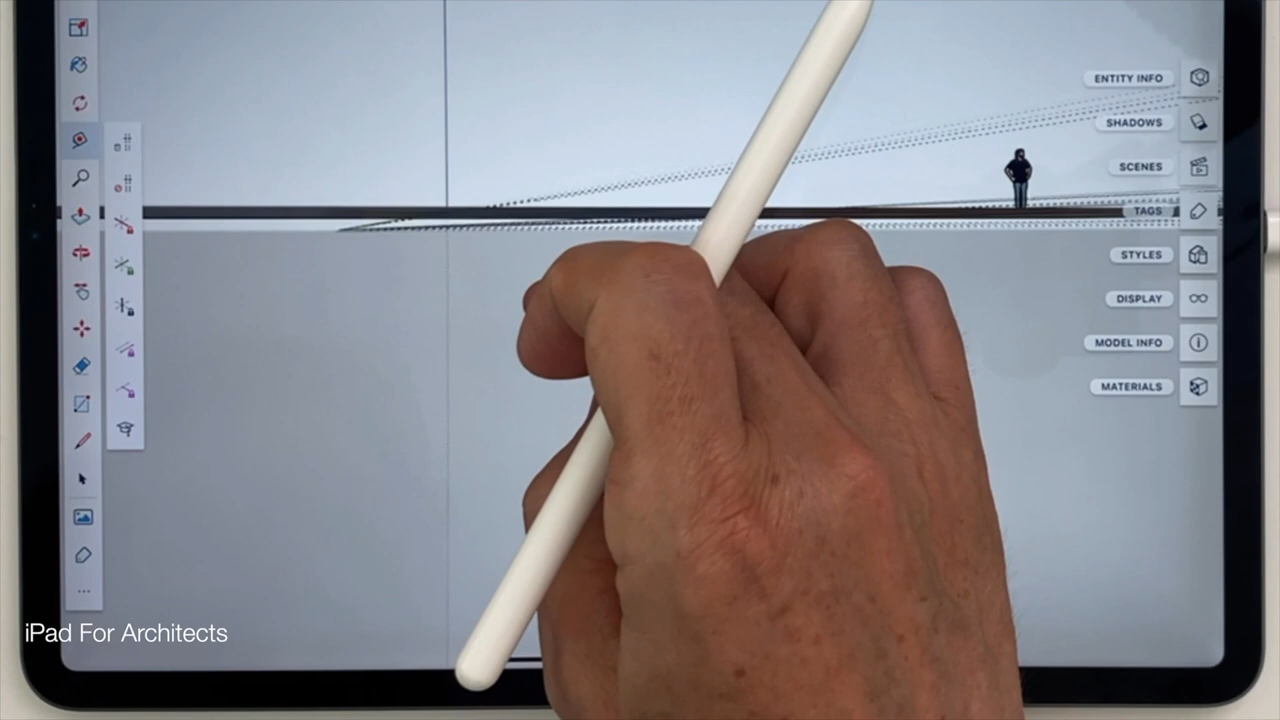 ENTITY INFO
SHADOWS
SCENES
TAGS
STYLES
DISPLAY
MODEL INFO
MATERIALS
iPad For Architects